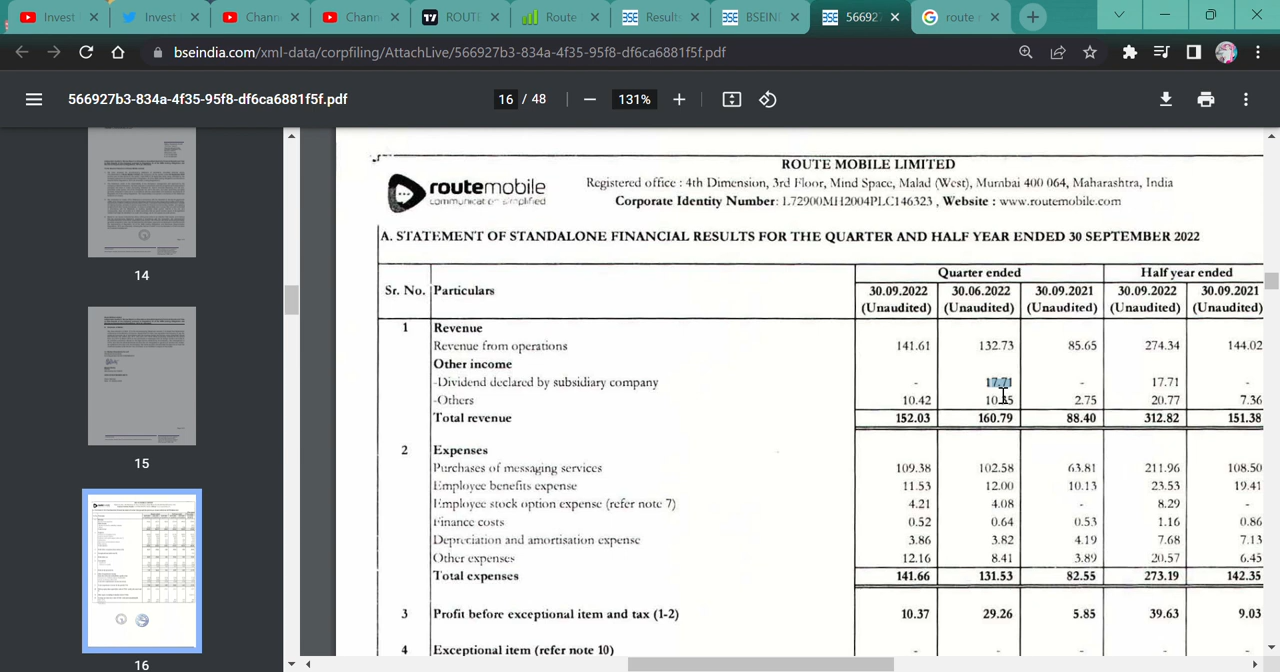 Invest
Invest
Chann
Chann
ROUTE
Route
Results
BSEIN
56692
route
bseindia.com/xml-data/corpfiling/AttachLive/566927b3-834a-4f35-95f8-df6ca6881f5f.pdf
566927b3-834a-4f35-95f8-df6ca6881f5f.pdf
16 / 48
131%
14
15
16
ROUTE MOBILE LIMITED
routemobile
communication simplified
Registered office : 4th Dimension, 3rd Floor, Mind Space, Malad (West), Mumbai 400 064, Maharashtra, India
Corporate Identity Number: L72900MH2004PLC146323 , Website : www.routemobile.com
A. STATEMENT OF STANDALONE FINANCIAL RESULTS FOR THE QUARTER AND HALF YEAR ENDED 30 SEPTEMBER 2022
Quarter ended Half year ended
Sr. No. Particulars 30.09.2022 30.06.2022 30.09.2021 30.09.2022 30.09.2021
(Unaudited) (Unaudited) (Unaudited) (Unaudited) (Unaudited)
1 Revenue
Revenue from operations 141.61 132.73 85.65 274.34 144.02
Other income
-Dividend declared by subsidiary company - 17.71 - 17.71 -
-Others 10.42 2.75 20.77 7.36
Total revenue 152.03 160.79 88.40 312.82 151.38
2 Expenses
Purchases of messaging services 109.38 102.58 63.81 211.96 108.50
Employee benefits expense 11.53 12.00 10.13 23.53 19.41
Employee stock option expense (refer note 7) 4.21 4.08 - 8.29 -
Finance costs 0.52 0.64 0.53 1.16 0.86
Depreciation and amortisation expense 3.86 3.82 4.19 7.68 7.13
Other expenses 12.16 8.41 3.89 20.57 6.45
Total expenses 141.66 131.53 82.55 273.19 142.35
3 Profit before exceptional item and tax (1-2) 10.37 29.26 5.85 39.63 9.03
4 Exceptional item (refer note 10) - - - - -